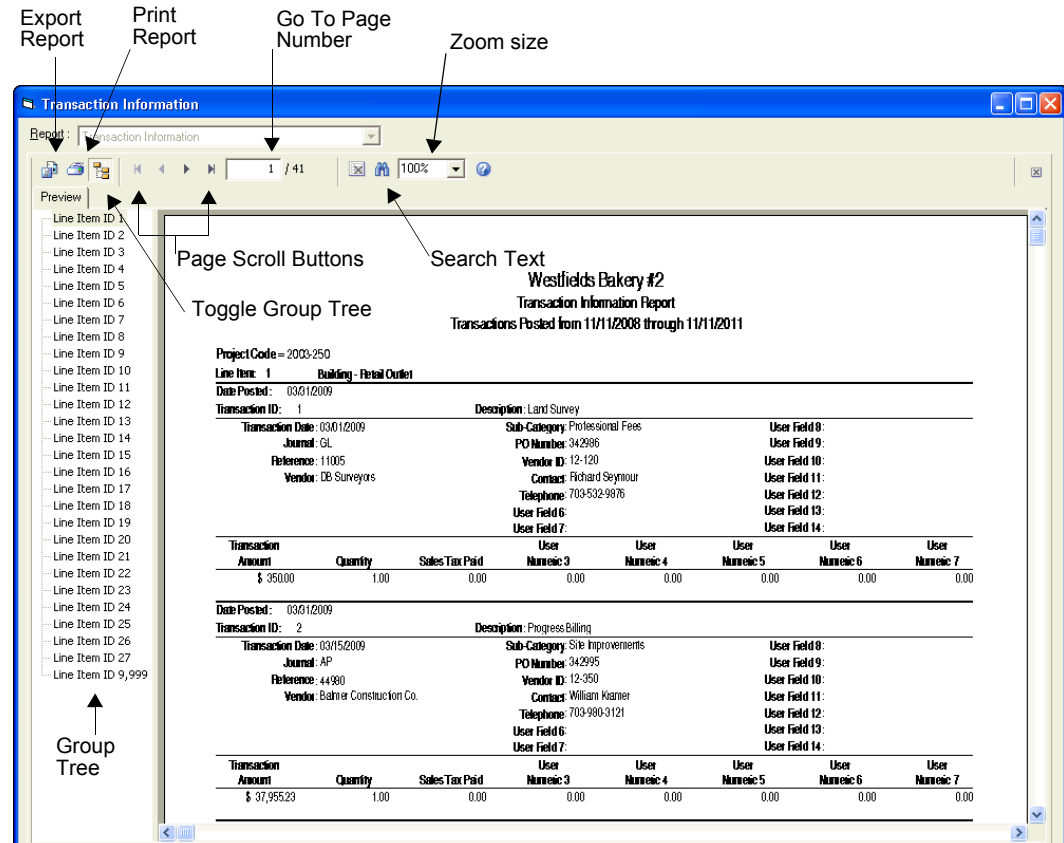 Export Report
Print Report
Go To Page Number
Zoom size
Transaction Information
Report: Transaction Information
1 / 41 100%
Preview
Line Item ID 1
Line Item ID 2
Line Item ID 3
Line Item ID 4
Line Item ID 5
Line Item ID 6
Line Item ID 7
Line Item ID 8
Line Item ID 9
Line Item ID 10
Line Item ID 11
Line Item ID 12
Line Item ID 13
Line Item ID 14
Line Item ID 15
Line Item ID 16
Line Item ID 17
Line Item ID 18
Line Item ID 19
Line Item ID 20
Line Item ID 21
Line Item ID 22
Line Item ID 23
Line Item ID 24
Line Item ID 25
Line Item ID 26
Line Item ID 27
Line Item ID 9,999
Group Tree
Page Scroll Buttons
Search Text
Toggle Group Tree
Westfields Bakery #2
Transaction Information Report
Transactions Posted from 11/11/2008 through 11/11/2011
Project Code = 2003-250
Line Item: 1 Building - Retail Outlet
Date Posted: 03/31/2009
Transaction ID: 1 Description: Land Survey
Transaction Date: 03/01/2009 Sub-Category: Professional Fees User Field 8:
Journal: GL PO Number: 342986 User Field 9:
Reference: 11005 Vendor ID: 12-120 User Field 10:
Vendor: DB Surveyors Contact: Richard Seymour User Field 11:
Telephone: 703-532-9876 User Field 12:
User Field 6: User Field 13:
User Field 7: User Field 14:
Transaction User User User User User
Amount Quantity Sales Tax Paid Numeric 3 Numeric 4 Numeric 5 Numeric 6 Numeric 7
$ 350.00 1.00 0.00 0.00 0.00 0.00 0.00 0.00
Date Posted: 03/31/2009
Transaction ID: 2 Description: Progress Billing
Transaction Date: 03/15/2009 Sub-Category: Site Improvements User Field 8:
Journal: AP PO Number: 342995 User Field 9:
Reference: 44980 Vendor ID: 12-350 User Field 10:
Vendor: Balmer Construction Co. Contact: William Kramer User Field 11:
Telephone: 703-980-3121 User Field 12:
User Field 6: User Field 13:
User Field 7: User Field 14:
Transaction User User User User User
Amount Quantity Sales Tax Paid Numeric 3 Numeric 4 Numeric 5 Numeric 6 Numeric 7
$ 37,955.23 1.00 0.00 0.00 0.00 0.00 0.00 0.00